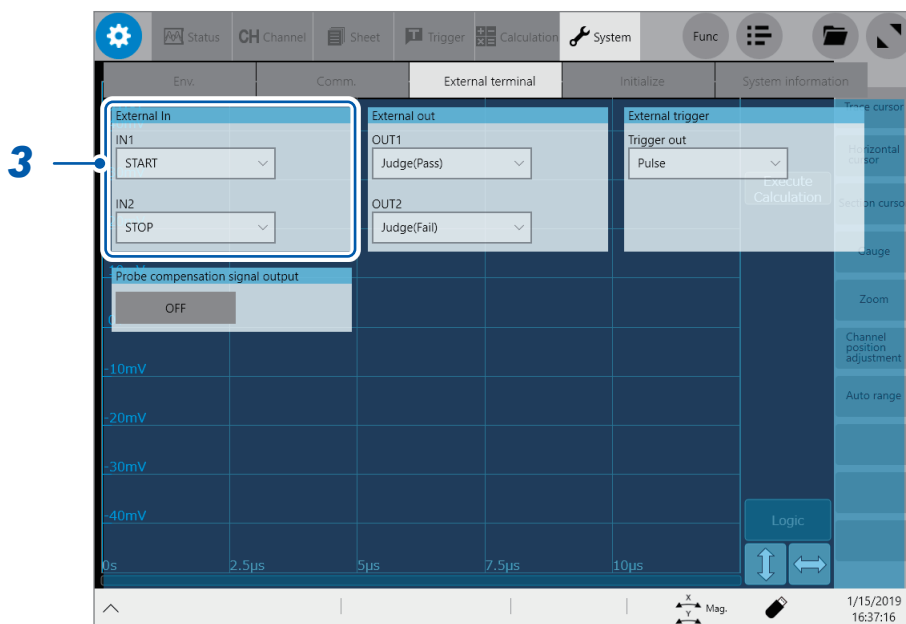 Status CH Channel Sheet Trigger Calculation System Func
Env. Comm. External terminal Initialize System information
Trace cursor
External In External out External trigger
IN1 OUT1 Trigger out
3 START Judge(Pass) Pulse
Horizontal
cursor
Execute
Calculation
Section cursor
IN2 OUT2
STOP Judge(Fail)
Gauge
Probe compensation signal output
OFF
Zoom
Channel
position
adjustment
-10mV
Auto range
-20mV
-30mV
-40mV
Logic
0s 2.5µs 5µs 7.5µs 10µs
X
Y
Mag.
1/15/2019
16:37:16